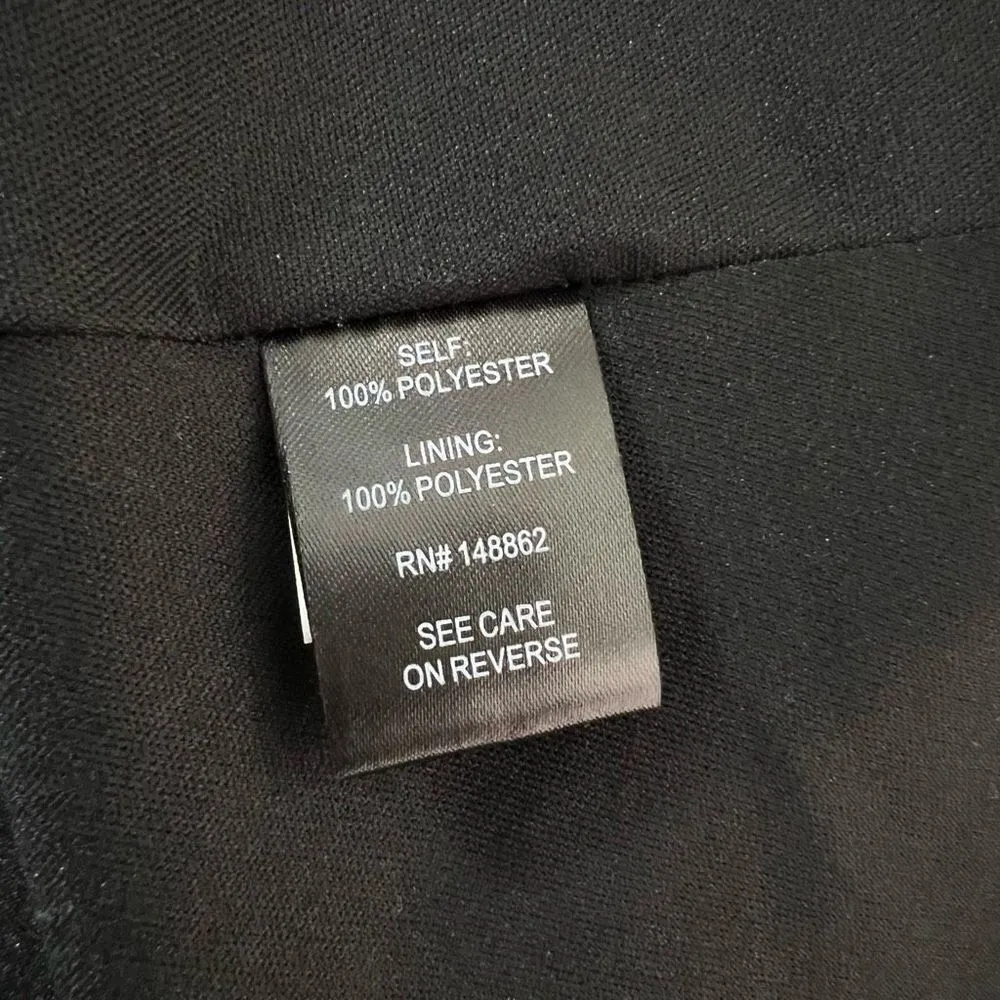 SELF:
100% POLYESTER
LINING:
100% POLYESTER
RN# 148862
SEE CARE
ON REVERSE